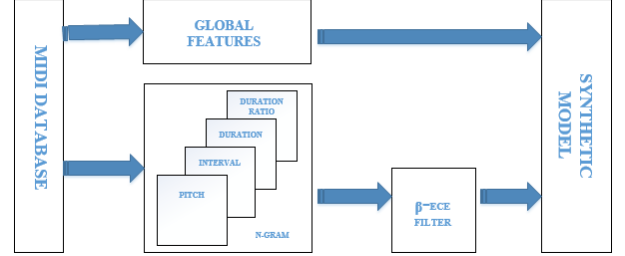 MIDI DATABASE
GLOBAL
FEATURES
DURATION
RATIO
DURATION
INTERVAL
PITCH
N-GRAM
β-ECE
FILTER
SYNTHETIC
MODEL